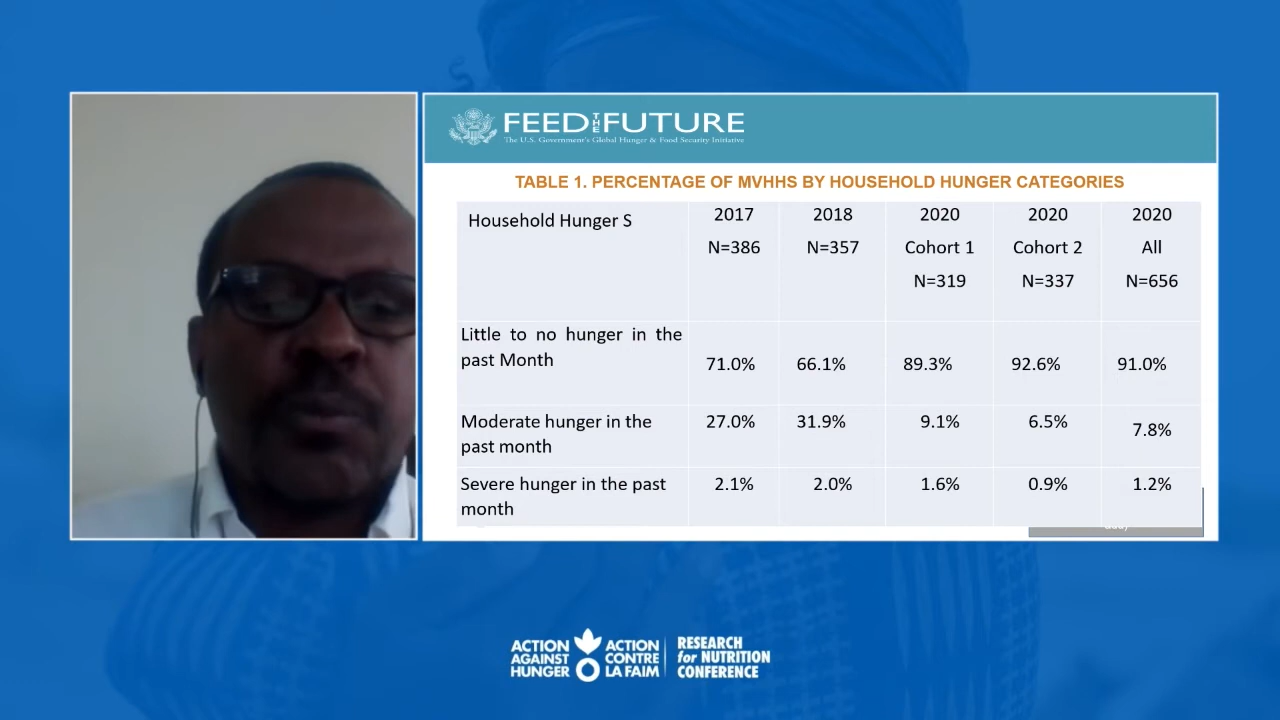 FEED THE FUTURE
The U.S. Government's Global Hunger & Food Security Initiative
TABLE 1. PERCENTAGE OF MVHHS BY HOUSEHOLD HUNGER CATEGORIES
Household Hunger S
2017
N=386
2018
N=357
2020
Cohort 1
N=319
2020
Cohort 2
N=337
2020
All
N=656
Little to no hunger in the
past Month
71.0%
66.1%
89.3%
92.6%
91.0%
Moderate hunger in the
past month
27.0%
31.9%
9.1%
6.5%
7.8%
Severe hunger in the past
month
2.1%
2.0%
1.6%
0.9%
1.2%
ACTION
AGAINST
HUNGER
ACTION
CONTRE
LA FAIM
RESEARCH
for NUTRITION
CONFERENCE